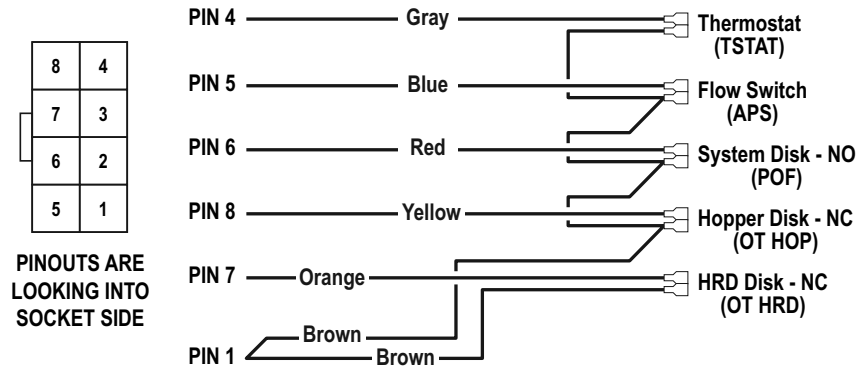 8 4
7 3
6 2
5 1
PINOUTS ARE
LOOKING INTO
SOCKET SIDE
PIN 4 Gray Thermostat
(TSTAT)
PIN 5 Blue Flow Switch
(APS)
PIN 6 Red System Disk - NO
(POF)
PIN 8 Yellow Hopper Disk - NC
(OT HOP)
PIN 7 Orange HRD Disk - NC
(OT HRD)
Brown
PIN 1 Brown